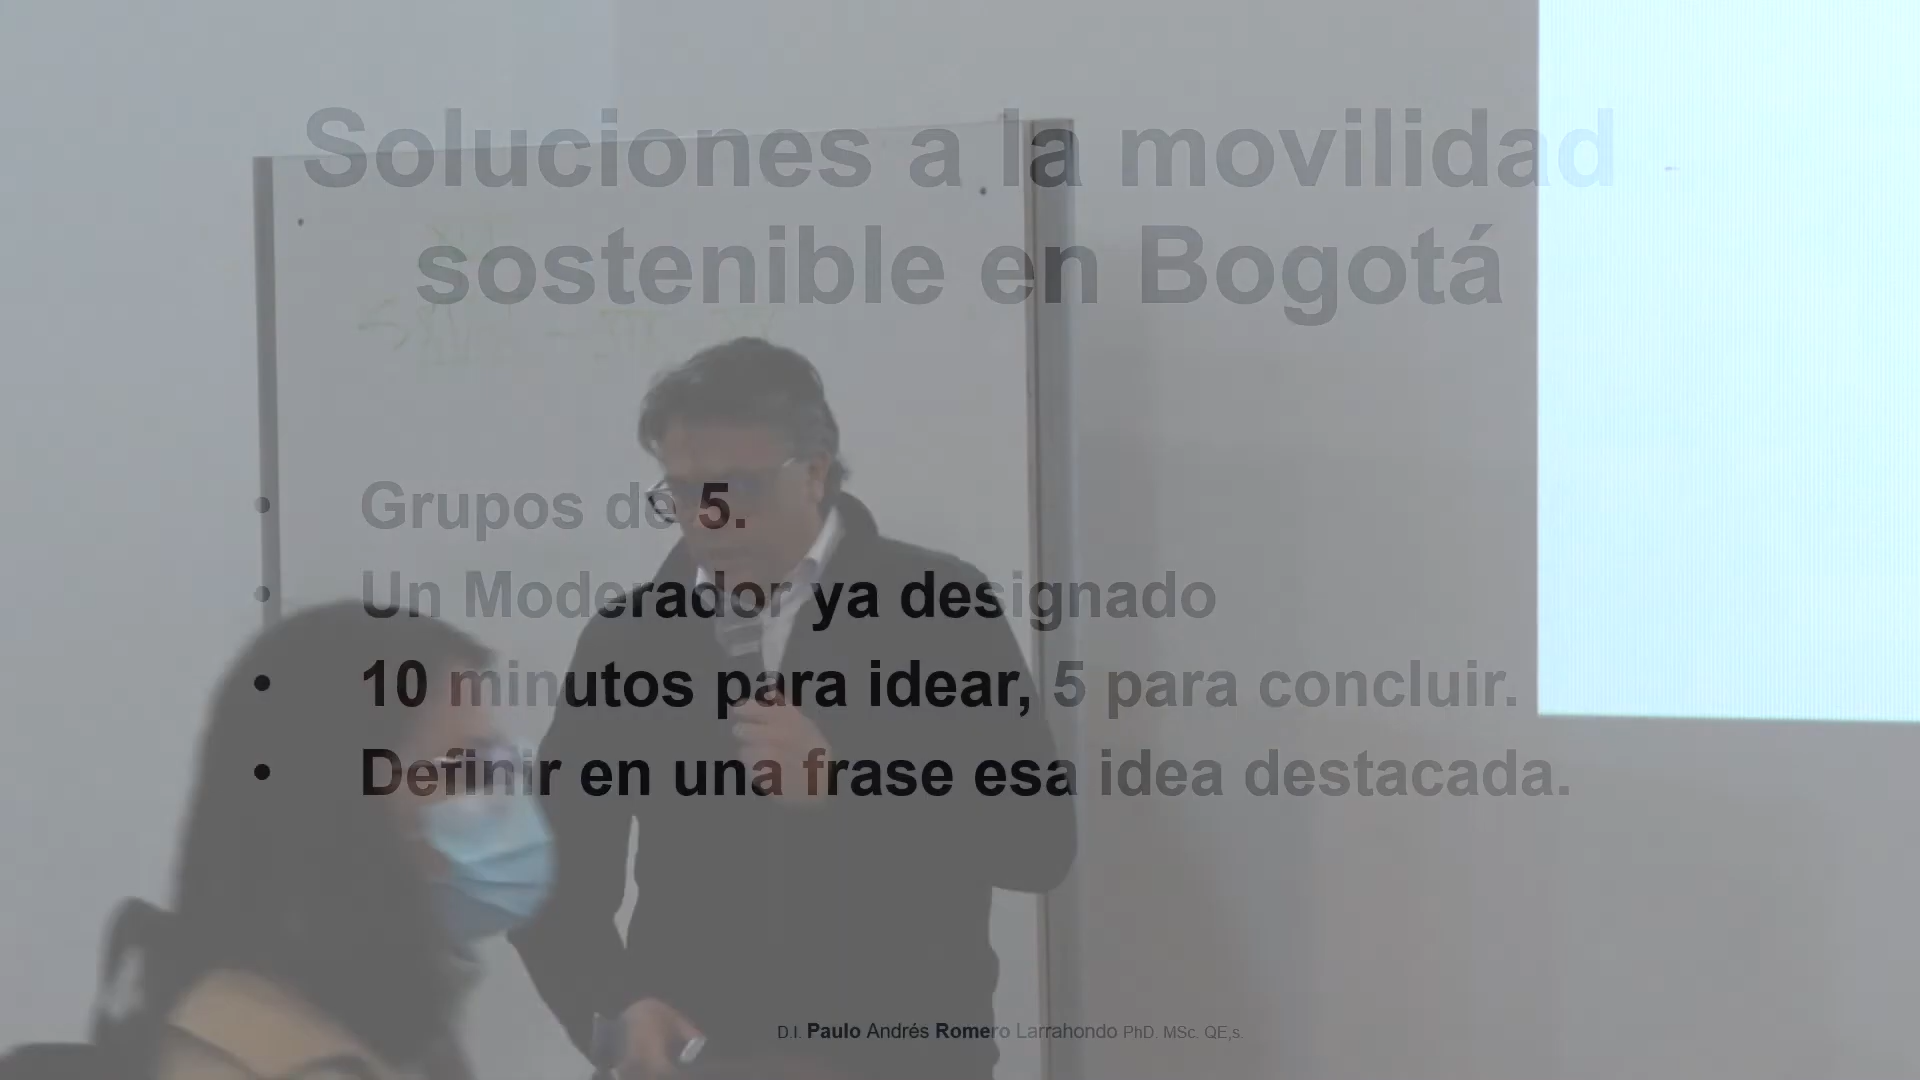 Soluciones a la movilidad
sostenible en Bogotá
• Grupos de 5.
• Un Moderador ya designado
• 10 minutos para idear, 5 para concluir.
• Definir en una frase esa idea destacada.
D.I. Paulo Andrés Romero Larrahondo PhD. MSc. QE,s.